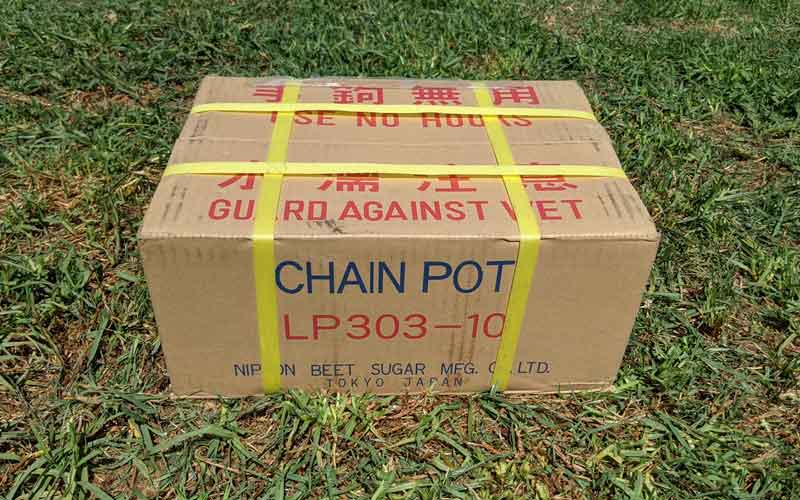 手鉤無用
USE NO HOOKS
水濡注意
GUARD AGAINST WET
CHAIN POT
LP303-10
NIPPON BEET SUGAR MFG. CO., LTD.
TOKYO JAPAN